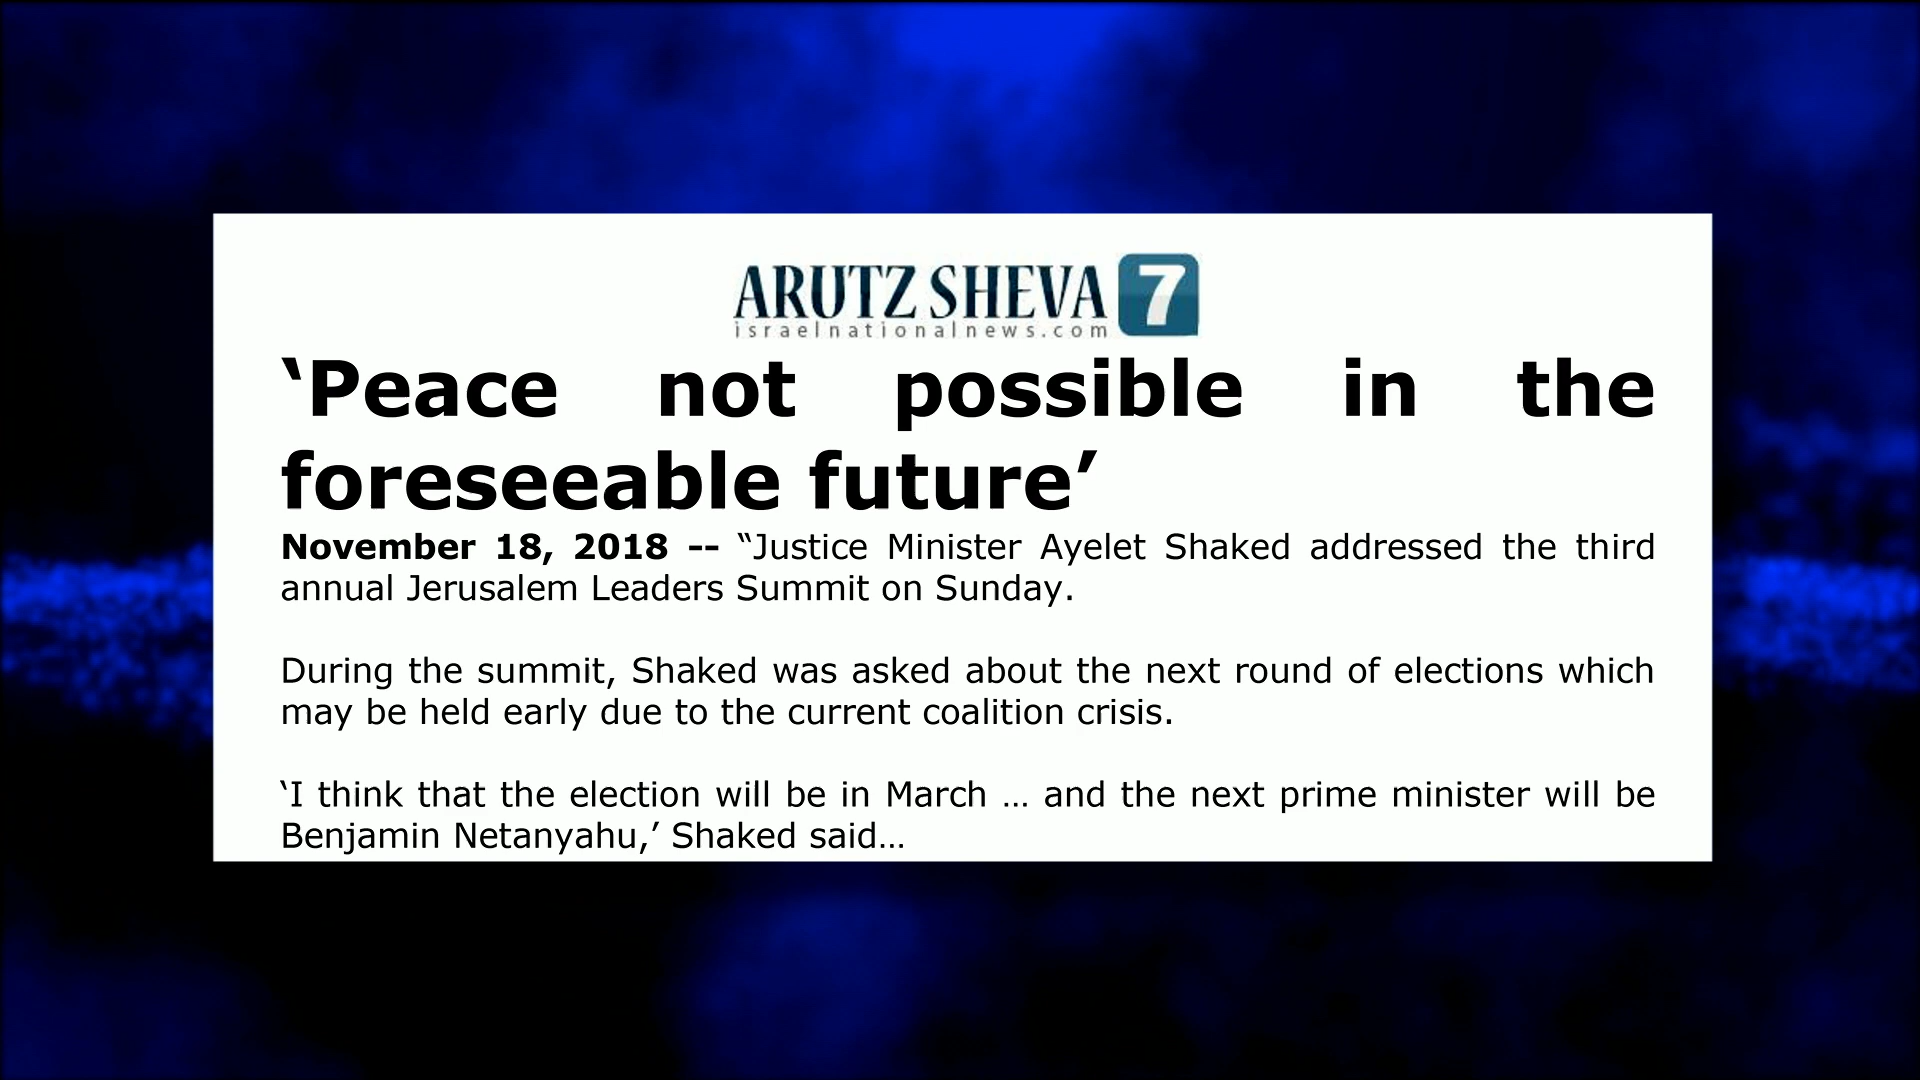 ARUTZ SHEVA 7
israelnationalnews.com
‘Peace not possible in the
foreseeable future’
November 18, 2018 -- “Justice Minister Ayelet Shaked addressed the third
annual Jerusalem Leaders Summit on Sunday.
During the summit, Shaked was asked about the next round of elections which
may be held early due to the current coalition crisis.
‘I think that the election will be in March … and the next prime minister will be
Benjamin Netanyahu,’ Shaked said…